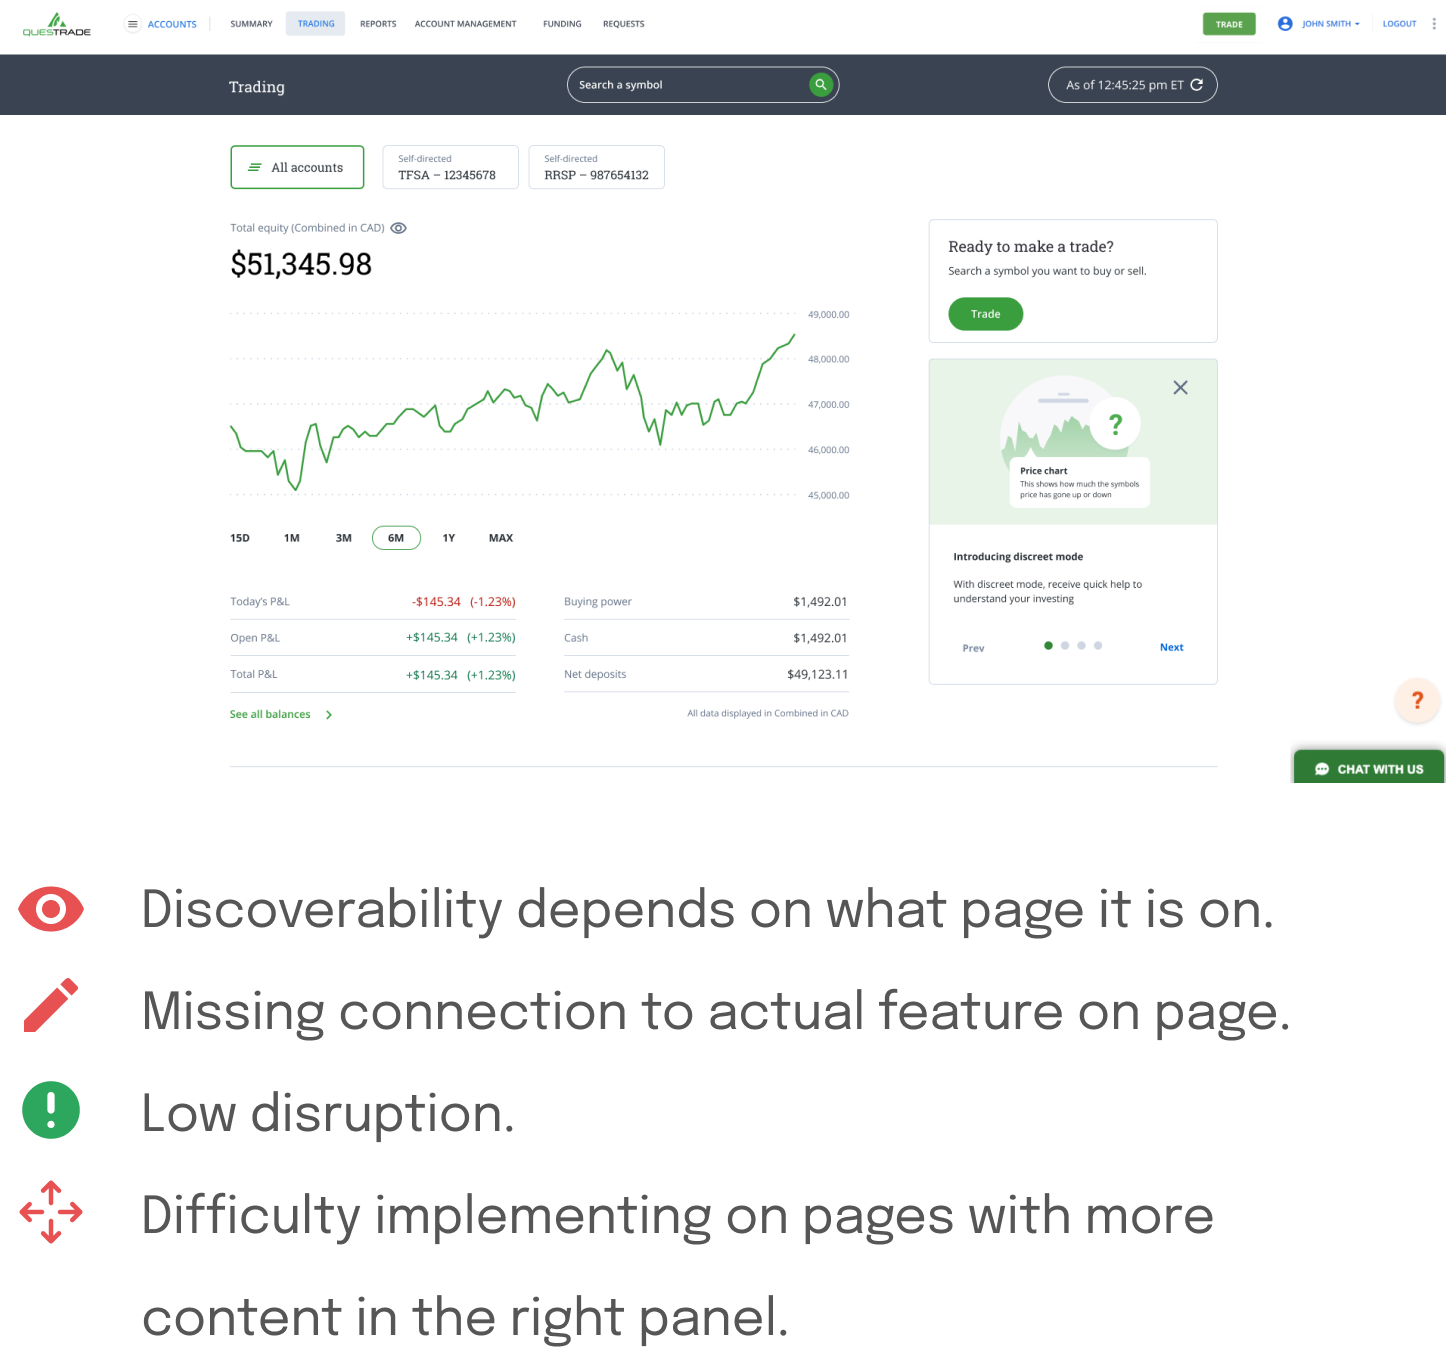 QUESTRADE
ACCOUNTS
SUMMARY
TRADING
REPORTS
ACCOUNT MANAGEMENT
FUNDING
REQUESTS
TRADE
JOHN SMITH
LOGOUT
Trading
Search a symbol
As of 12:45:25 pm ET
All accounts
Self-directed
TFSA – 12345678
Self-directed
RRSP – 987654132
Total equity (Combined in CAD)
$51,345.98
49,000.00
48,000.00
47,000.00
46,000.00
45,000.00
15D 1M 3M 6M 1Y MAX
Today's P&L -$145.34 (-1.23%)
Open P&L +$145.34 (+1.23%)
Total P&L +$145.34 (+1.23%)
Buying power $1,492.01
Cash $1,492.01
Net deposits $49,123.11
See all balances
All data displayed in Combined in CAD
Ready to make a trade?
Search a symbol you want to buy or sell.
Trade
?
Price chart
This shows how much the symbols
price has gone up or down
Introducing discreet mode
With discreet mode, receive quick help to
understand your investing
Prev
Next
?
CHAT WITH US
Discoverability depends on what page it is on.
Missing connection to actual feature on page.
Low disruption.
Difficulty implementing on pages with more
content in the right panel.